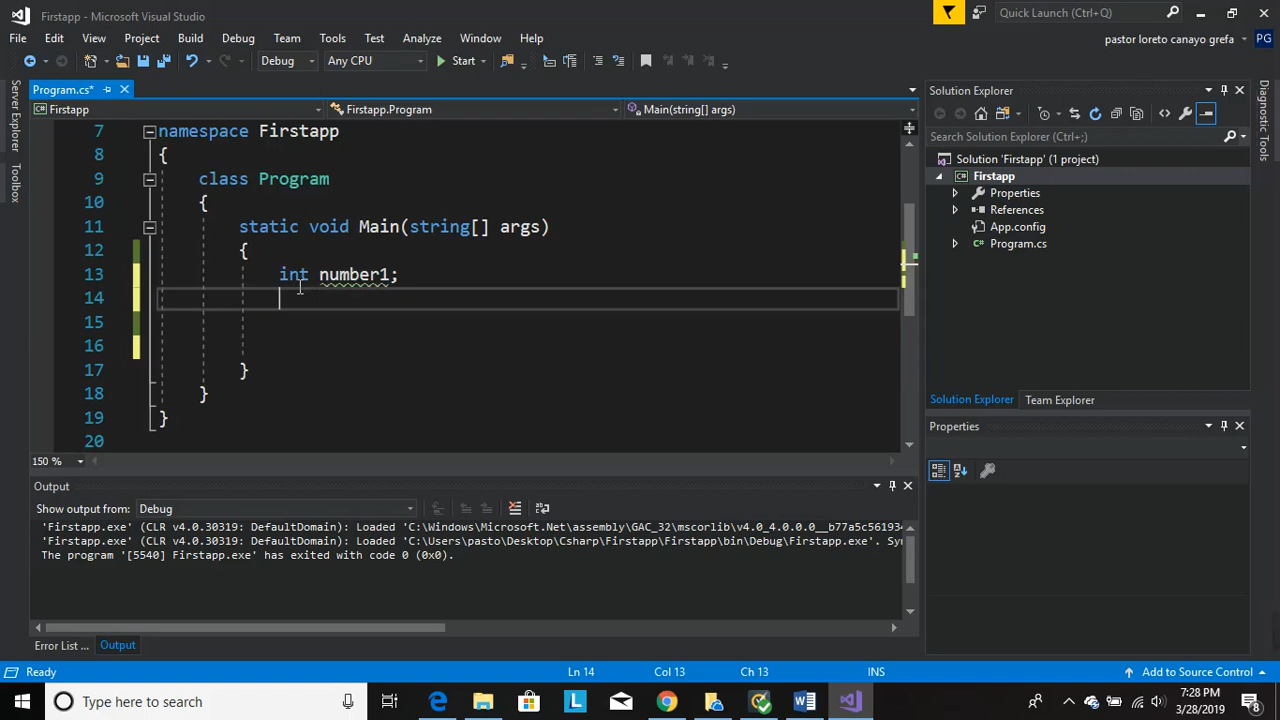 Firstapp - Microsoft Visual Studio
Quick Launch (Ctrl+Q)
File Edit View Project Build Debug Team Tools Test Analyze Window Help
pastor loreto canayo grefa PG
Debug Any CPU Start
Program.cs*
Firstapp Firstapp.Program Main(string[] args)
7 namespace Firstapp
8 {
9 class Program
10 {
11 static void Main(string[] args)
12 {
13 int number1;
14
15
16
17 }
18 }
19 }
20
150 %
Server Explorer
Toolbox
Solution Explorer
Search Solution Explorer (Ctrl+;)
Solution 'Firstapp' (1 project)
Firstapp
Properties
References
App.config
Program.cs
Solution Explorer Team Explorer
Properties
Diagnostic Tools
Output
Show output from: Debug
'Firstapp.exe' (CLR v4.0.30319: DefaultDomain): Loaded 'C:\Windows\Microsoft.Net\assembly\GAC_32\mscorlib\v4.0_4.0.0.0__b77a5c56193
'Firstapp.exe' (CLR v4.0.30319: DefaultDomain): Loaded 'C:\Users\pasto\Desktop\Csharp\Firstapp\Firstapp\bin\Debug\Firstapp.exe'. Sy
The program '[5540] Firstapp.exe' has exited with code 0 (0x0).
Error List ... Output
Ready Ln 14 Col 13 Ch 13 INS Add to Source Control
Type here to search
7:28 PM
3/28/2019
8